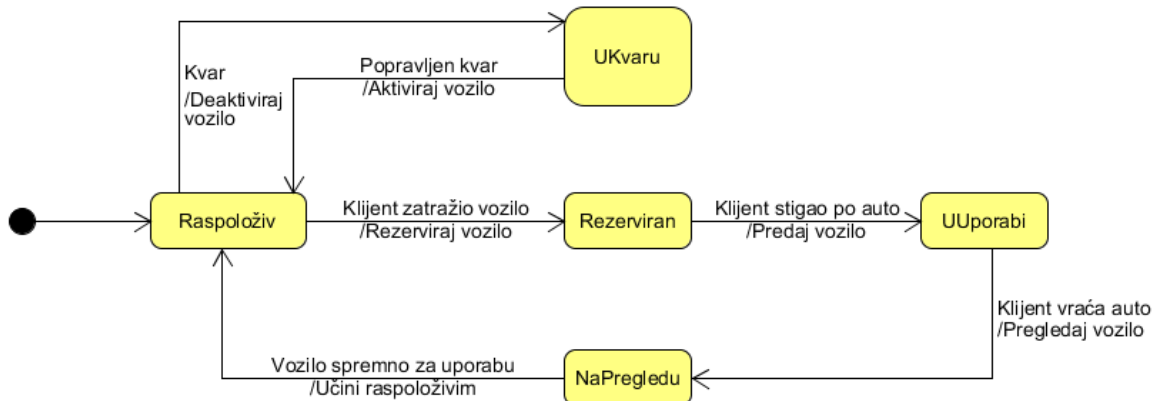 UKvaru
Kvar
/Deaktiviraj
vozilo
Popravljen kvar
/Aktiviraj vozilo
Raspoloživ
Klijent zatražio vozilo
/Rezerviraj vozilo
Rezerviran
Klijent stigao po auto
/Predaj vozilo
UUporabi
Klijent vraća auto
/Pregledaj vozilo
Vozilo spremno za uporabu
/Učini raspoloživim
NaPregledu